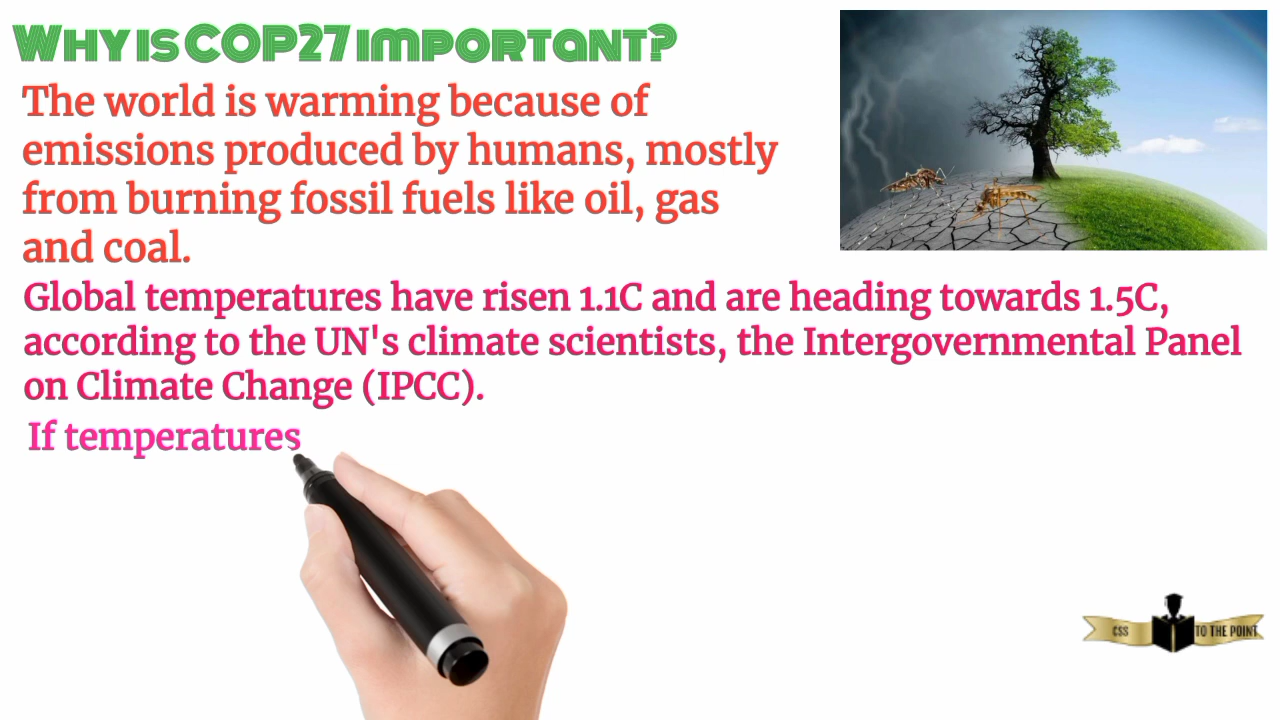 Why is COP27 important?
The world is warming because of
emissions produced by humans, mostly
from burning fossil fuels like oil, gas
and coal.
Global temperatures have risen 1.1C and are heading towards 1.5C,
according to the UN's climate scientists, the Intergovernmental Panel
on Climate Change (IPCC).
If temperatures
CSS TO THE POINT